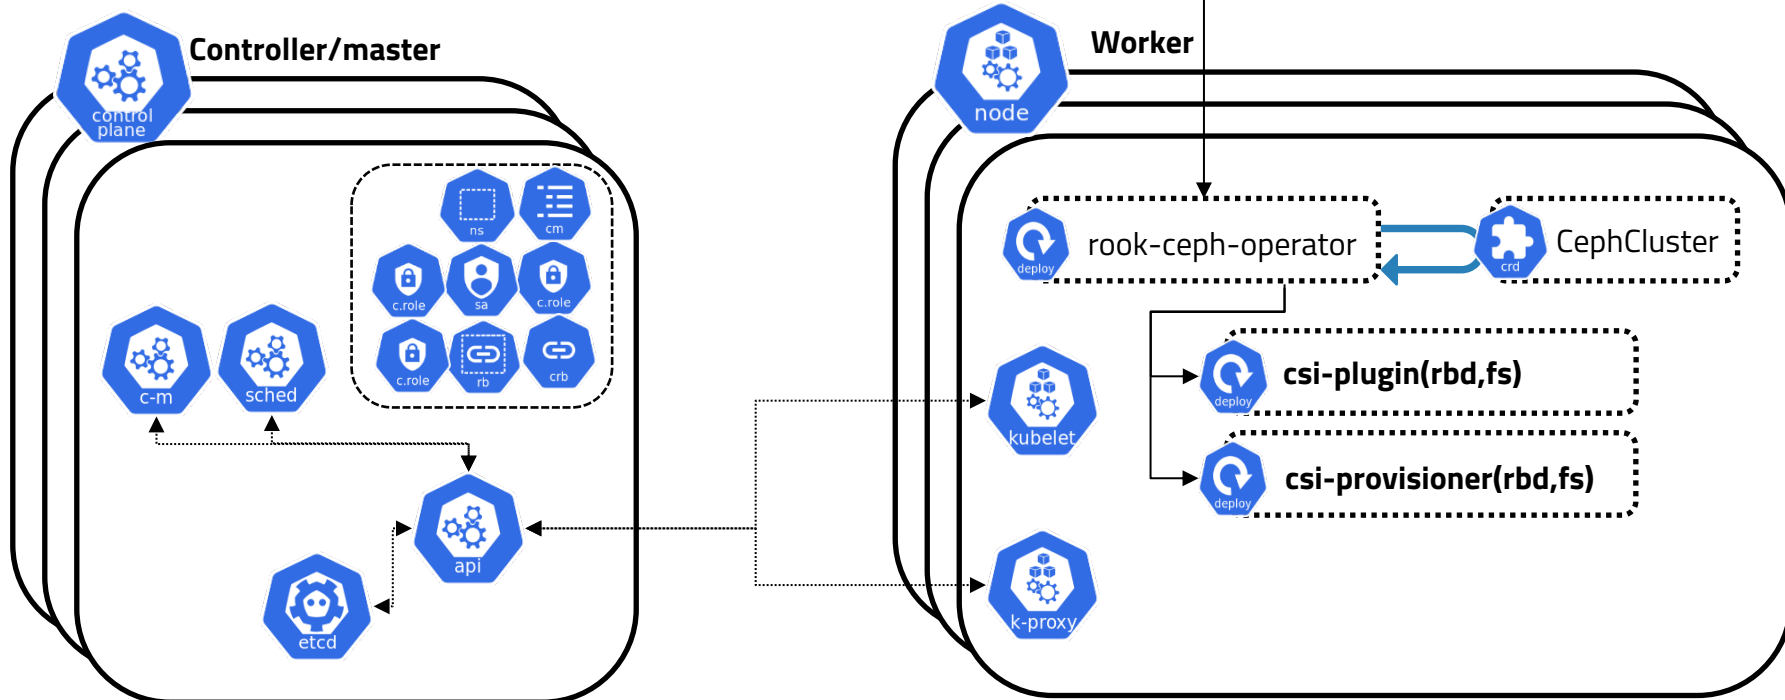 Controller/master
control
plane
ns
cm
c.role
sa
c.role
c.role
rb
crb
c-m
sched
api
etcd
Worker
node
deploy
rook-ceph-operator
crd
CephCluster
kubelet
deploy
csi-plugin(rbd,fs)
deploy
csi-provisioner(rbd,fs)
k-proxy